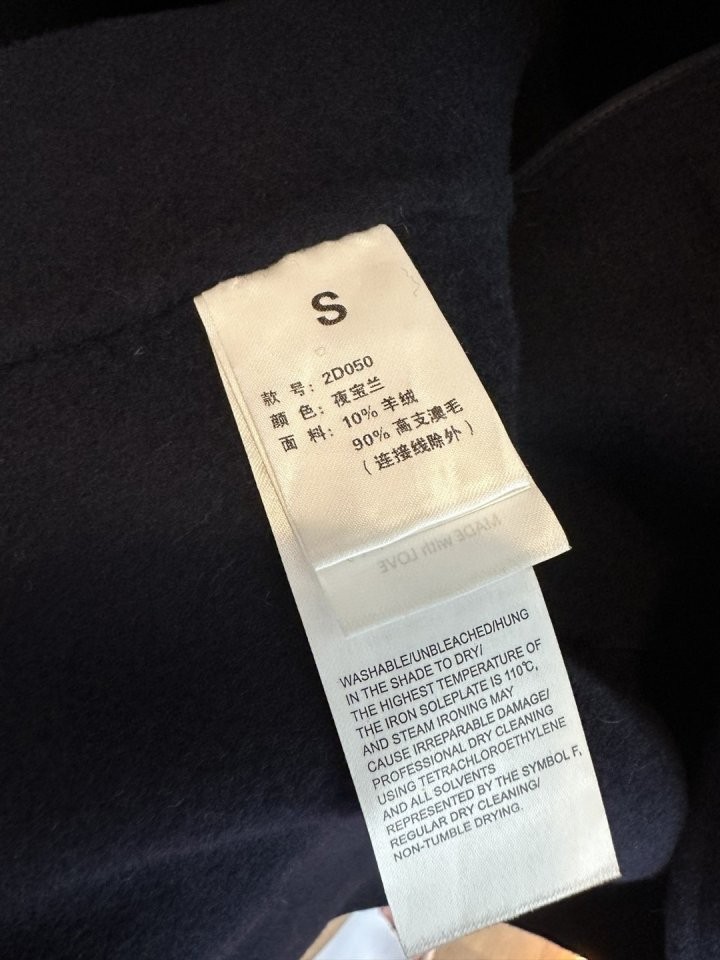 S
款 号: 2D050
颜 色: 夜宝兰
面 料: 10% 羊绒
90% 高支澳毛
(连接线除外)
MADE with LOVE
WASHABLE/UNBLEACHED/HUNG
IN THE SHADE TO DRY/
THE HIGHEST TEMPERATURE OF
THE IRON SOLEPLATE IS 110℃,
AND STEAM IRONING MAY
CAUSE IRREPARABLE DAMAGE/
PROFESSIONAL DRY CLEANING
USING TETRACHLOROETHYLENE
AND ALL SOLVENTS
REPRESENTED BY THE SYMBOL F,
REGULAR DRY CLEANING/
NON-TUMBLE DRYING.